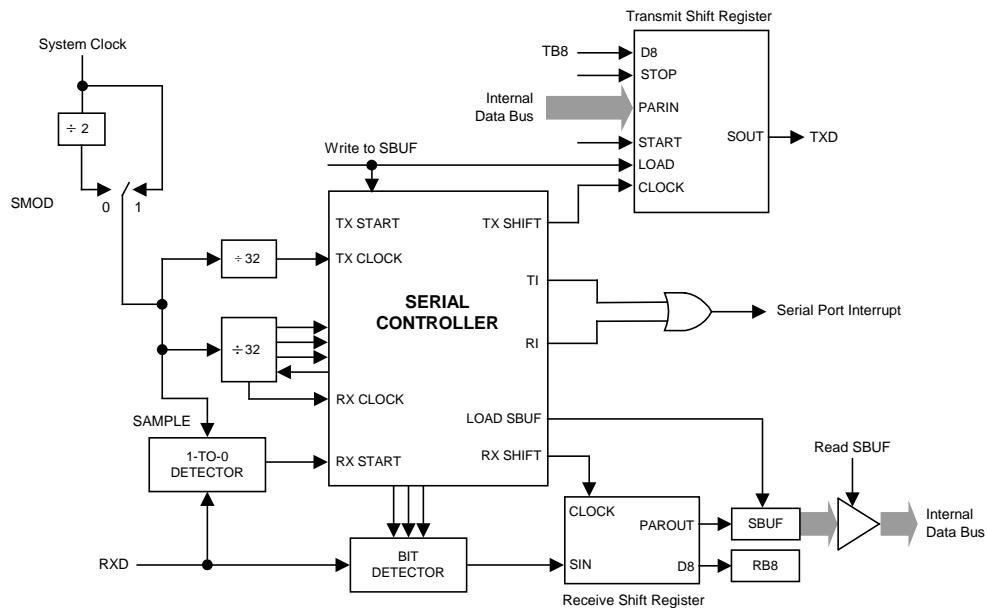 Transmit Shift Register
System Clock
TB8
D8
STOP
÷ 2
Internal
Data Bus
PARIN
START
SOUT
TXD
Write to SBUF
LOAD
CLOCK
SMOD
0
1
TX START
TX SHIFT
÷32
TX CLOCK
TI
SERIAL
CONTROLLER
Serial Port Interrupt
÷32
RI
RX CLOCK
SAMPLE
LOAD SBUF
1-TO-0
DETECTOR
RX START
RX SHIFT
Read SBUF
CLOCK
PAROUT
SBUF
Internal
Data Bus
RXD
BIT
DETECTOR
SIN
D8
RB8
Receive Shift Register